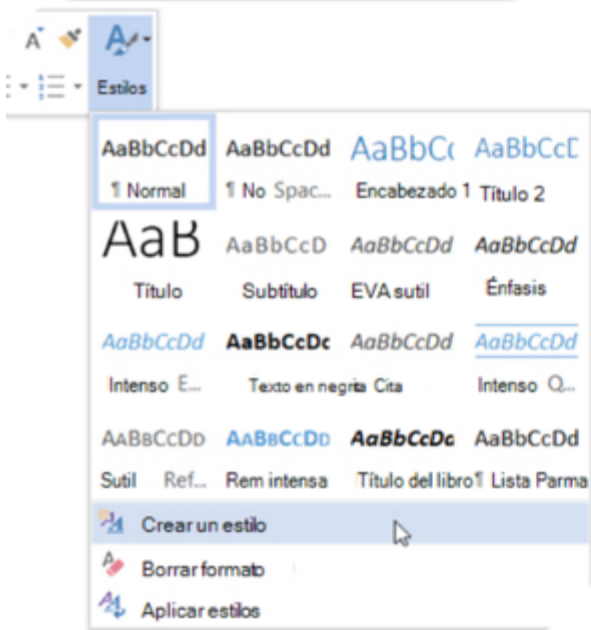 A
Estilos
AaBbCcDd AaBbCcDd AaBbCc AaBbCcD
¶ Normal ¶ No Spac... Encabezado 1 Título 2
AaB AaBbCcD AaBbCcDd AaBbCcDd
Título Subtítulo EVA sutil Énfasis
AaBbCcDd AaBbCcDc AaBbCcDd AaBbCcDd
Intenso E... Texto en negrita Cita Intenso Q...
AaBbCcDd AaBbCcDd AaBbCcDd AaBbCcDd
Sutil Ref... Rem intensa Título del libro ¶ Lista Parma
Crear un estilo
Borrar formato
Aplicar estilos